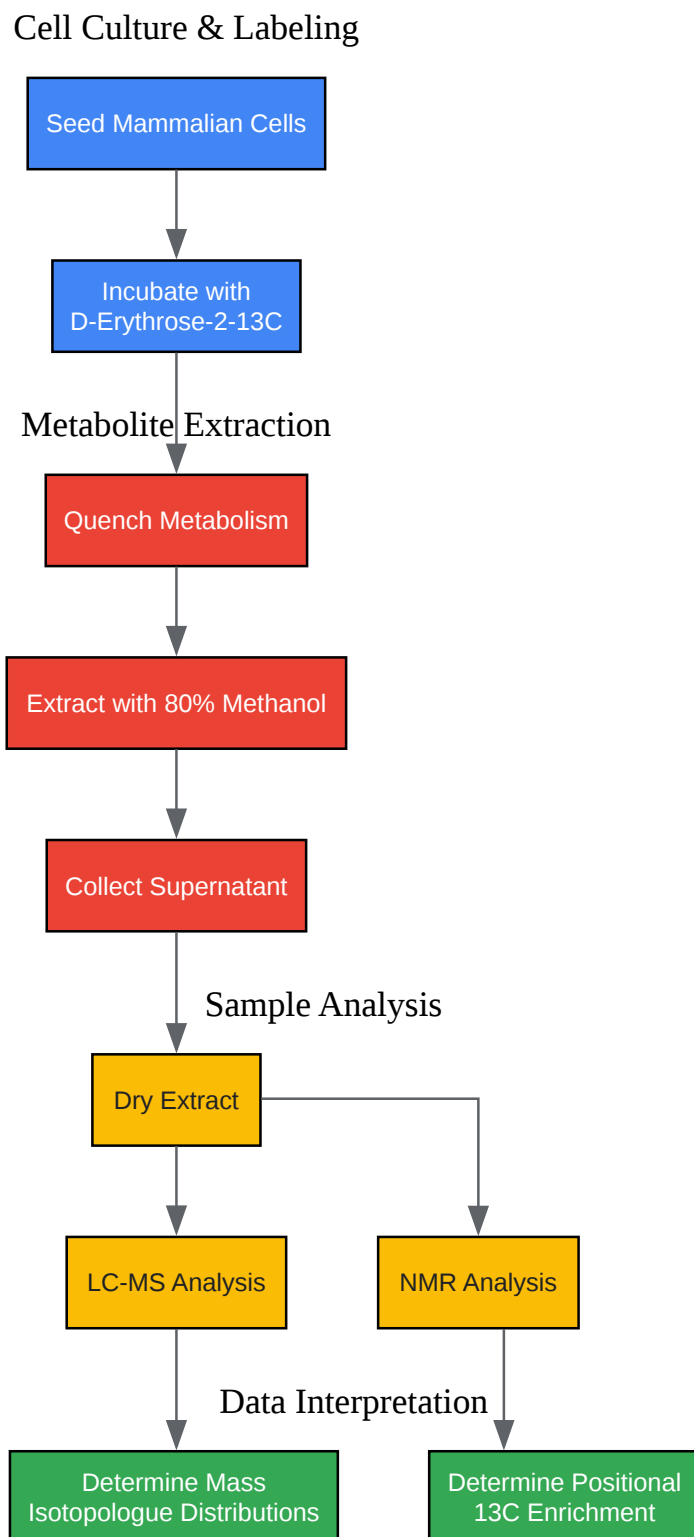 Cell Culture & Labeling
Seed Mammalian Cells
Incubate with
D-Erythrose-2-13C
Metabolite Extraction
Quench Metabolism
Extract with 80% Methanol
Collect Supernatant
Sample Analysis
Dry Extract
LC-MS Analysis
NMR Analysis
Data Interpretation
Determine Mass
Isotopologue Distributions
Determine Positional
13C Enrichment